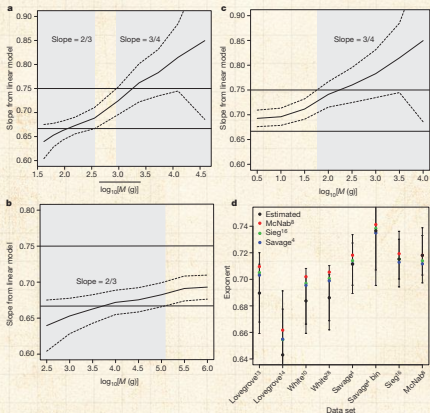 a
Slope = 2/3
Slope = 3/4
0.90
0.85
0.80
0.75
0.70
0.65
0.60
Slope from linear model
1.5 2.0 2.5 3.0 3.5 4.0 4.5
log10[M (g)]
c
Slope = 3/4
0.90
0.85
0.80
0.75
0.70
0.65
0.60
Slope from linear model
0.5 1.0 1.5 2.0 2.5 3.0 3.5 4.0
log10[M (g)]
b
Slope = 2/3
0.80
0.75
0.70
0.65
0.60
Slope from linear model
2.5 3.0 3.5 4.0 4.5 5.0 5.5 6.0
log10[M (g)]
d
Estimated
McNab8
Sieg16
Savage4
0.74
0.72
0.70
0.68
0.66
0.64
Exponent
Lovegrove13
Lovegrove14
White10
White28
Savage4
Savage4 bin
Sieg16
McNab8
Data set